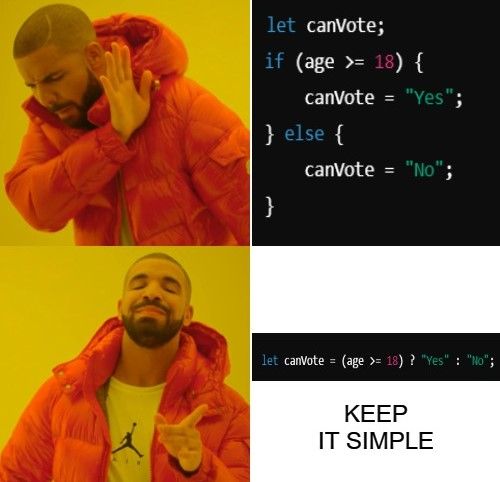 let canVote;
if (age >= 18) {
    canVote = "Yes";
} else {
    canVote = "No";
}
let canVote = (age >= 18) ? "Yes" : "No";
KEEP
IT SIMPLE